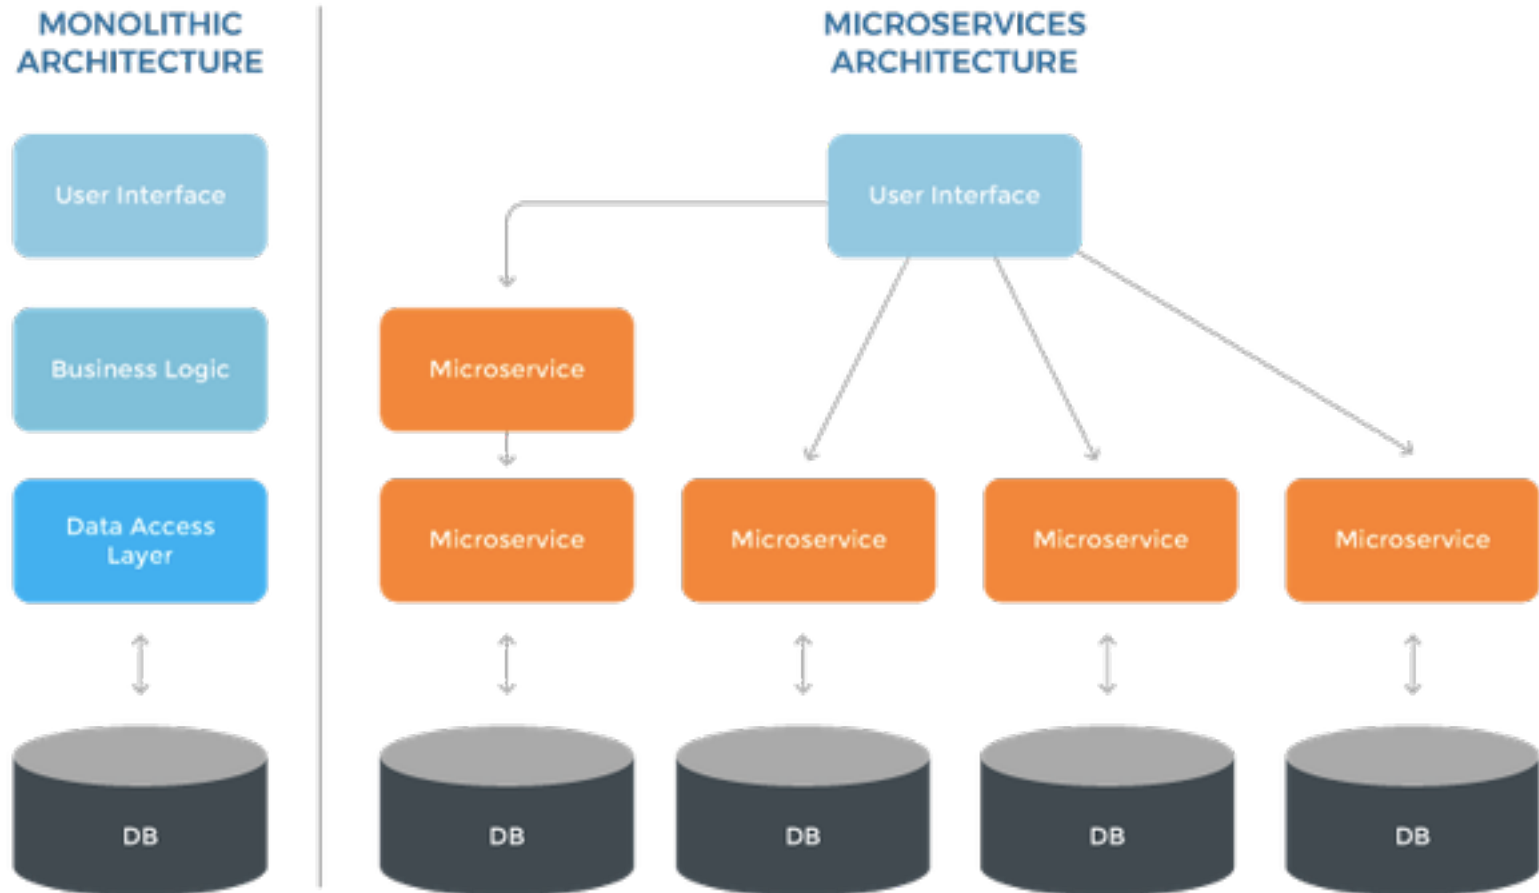 MONOLITHIC
ARCHITECTURE
User Interface
Business Logic
Data Access
Layer
DB
MICROSERVICES
ARCHITECTURE
User Interface
Microservice
Microservice
Microservice
Microservice
Microservice
DB
DB
DB
DB